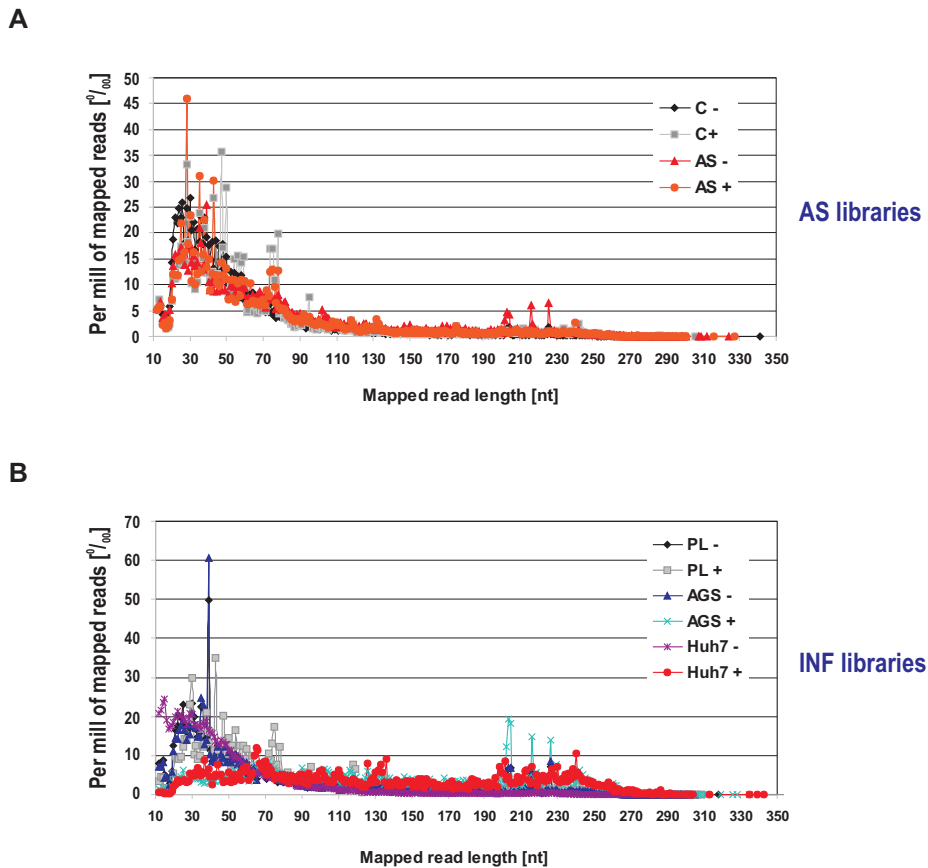 A
Per mill of mapped reads [0/00]
50
45
40
35
30
25
20
15
10
5
0
C -
C+
AS -
AS +
AS libraries
10 30 50 70 90 110 130 150 170 190 210 230 250 270 290 310 330 350
Mapped read length [nt]
B
Per mill of mapped reads [0/00]
70
60
50
40
30
20
10
0
PL -
PL +
AGS -
AGS +
Huh7 -
Huh7 +
INF libraries
10 30 50 70 90 110 130 150 170 190 210 230 250 270 290 310 330 350
Mapped read length [nt]